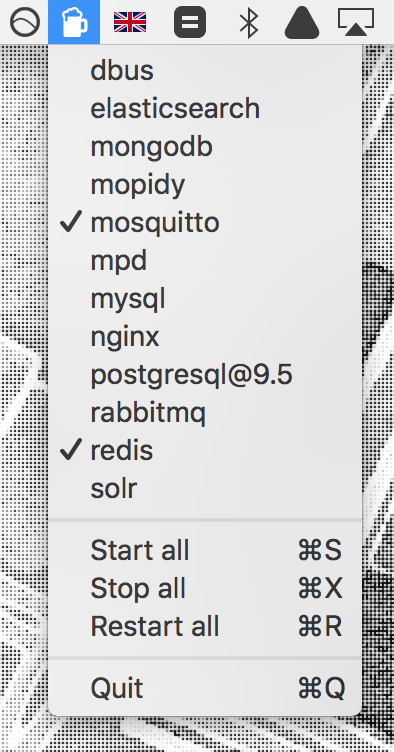 dbus
elasticsearch
mongodb
mopidy
✓ mosquitto
mpd
mysql
nginx
postgresql@9.5
rabbitmq
✓ redis
solr
Start all ⌘S
Stop all ⌘X
Restart all ⌘R
Quit ⌘Q